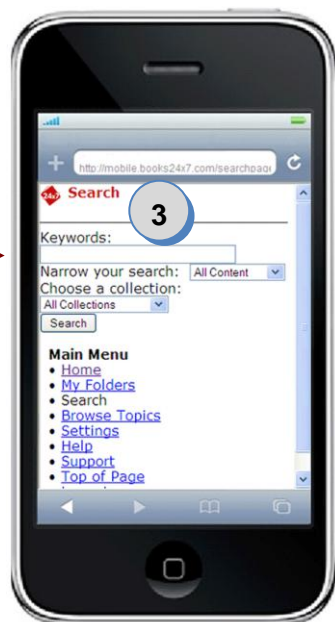 http://mobile.books24x7.com/searchpage
24x7 Search
3
Keywords:
Narrow your search: All Content
Choose a collection:
All Collections
Search
Main Menu
• Home
• My Folders
• Search
• Browse Topics
• Settings
• Help
• Support
• Top of Page